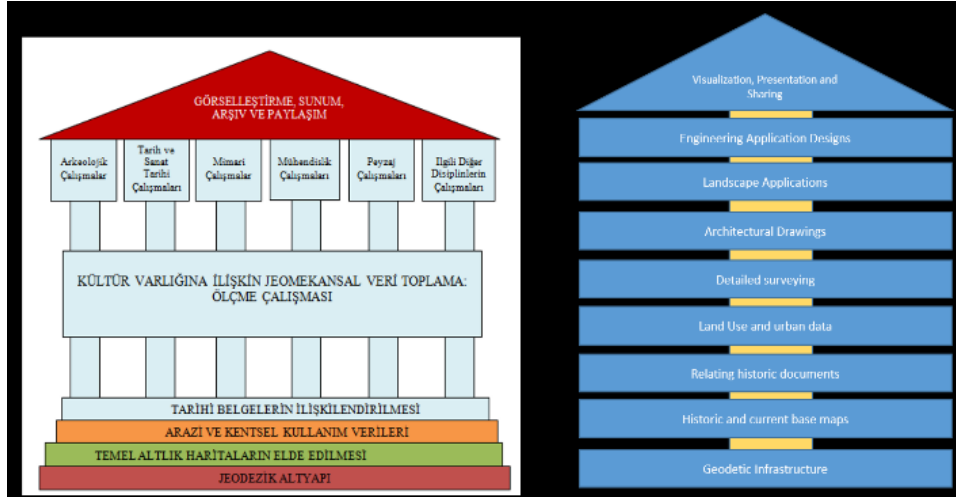 GÖRSELLEŞTİRME, SUNUM,
ARŞIV VE PAYLAŞIM
Arkeolojik
Çalışmalar
Tarih ve
Sanat
Tarihi
Çalışmaları
Mimari
Çalışmalar
Mühendislik
Çalışmaları
Peyzaj
Çalışmaları
İlgili Diğer
Disiplinlerin
Çalışmaları
KÜLTÜR VARLIĞINA İLİŞKİN JEOMEKANSAL VERİ TOPLAMA:
ÖLÇME ÇALIŞMASI
TARİHİ BELGELERİN İLİŞKİLENDİRİLMESİ
ARAZİ VE KENTSEL KULLANIM VERİLERİ
TEMEL ALTLIK HARİTALARIN ELDE EDİLMESİ
JEODEZİK ALTYAPI
Visualization, Presentation and
Sharing
Engineering Application Designs
Landscape Applications
Architectural Drawings
Detailed surveying
Land Use and urban data
Relating historic documents
Historic and current base maps
Geodetic Infrastructure